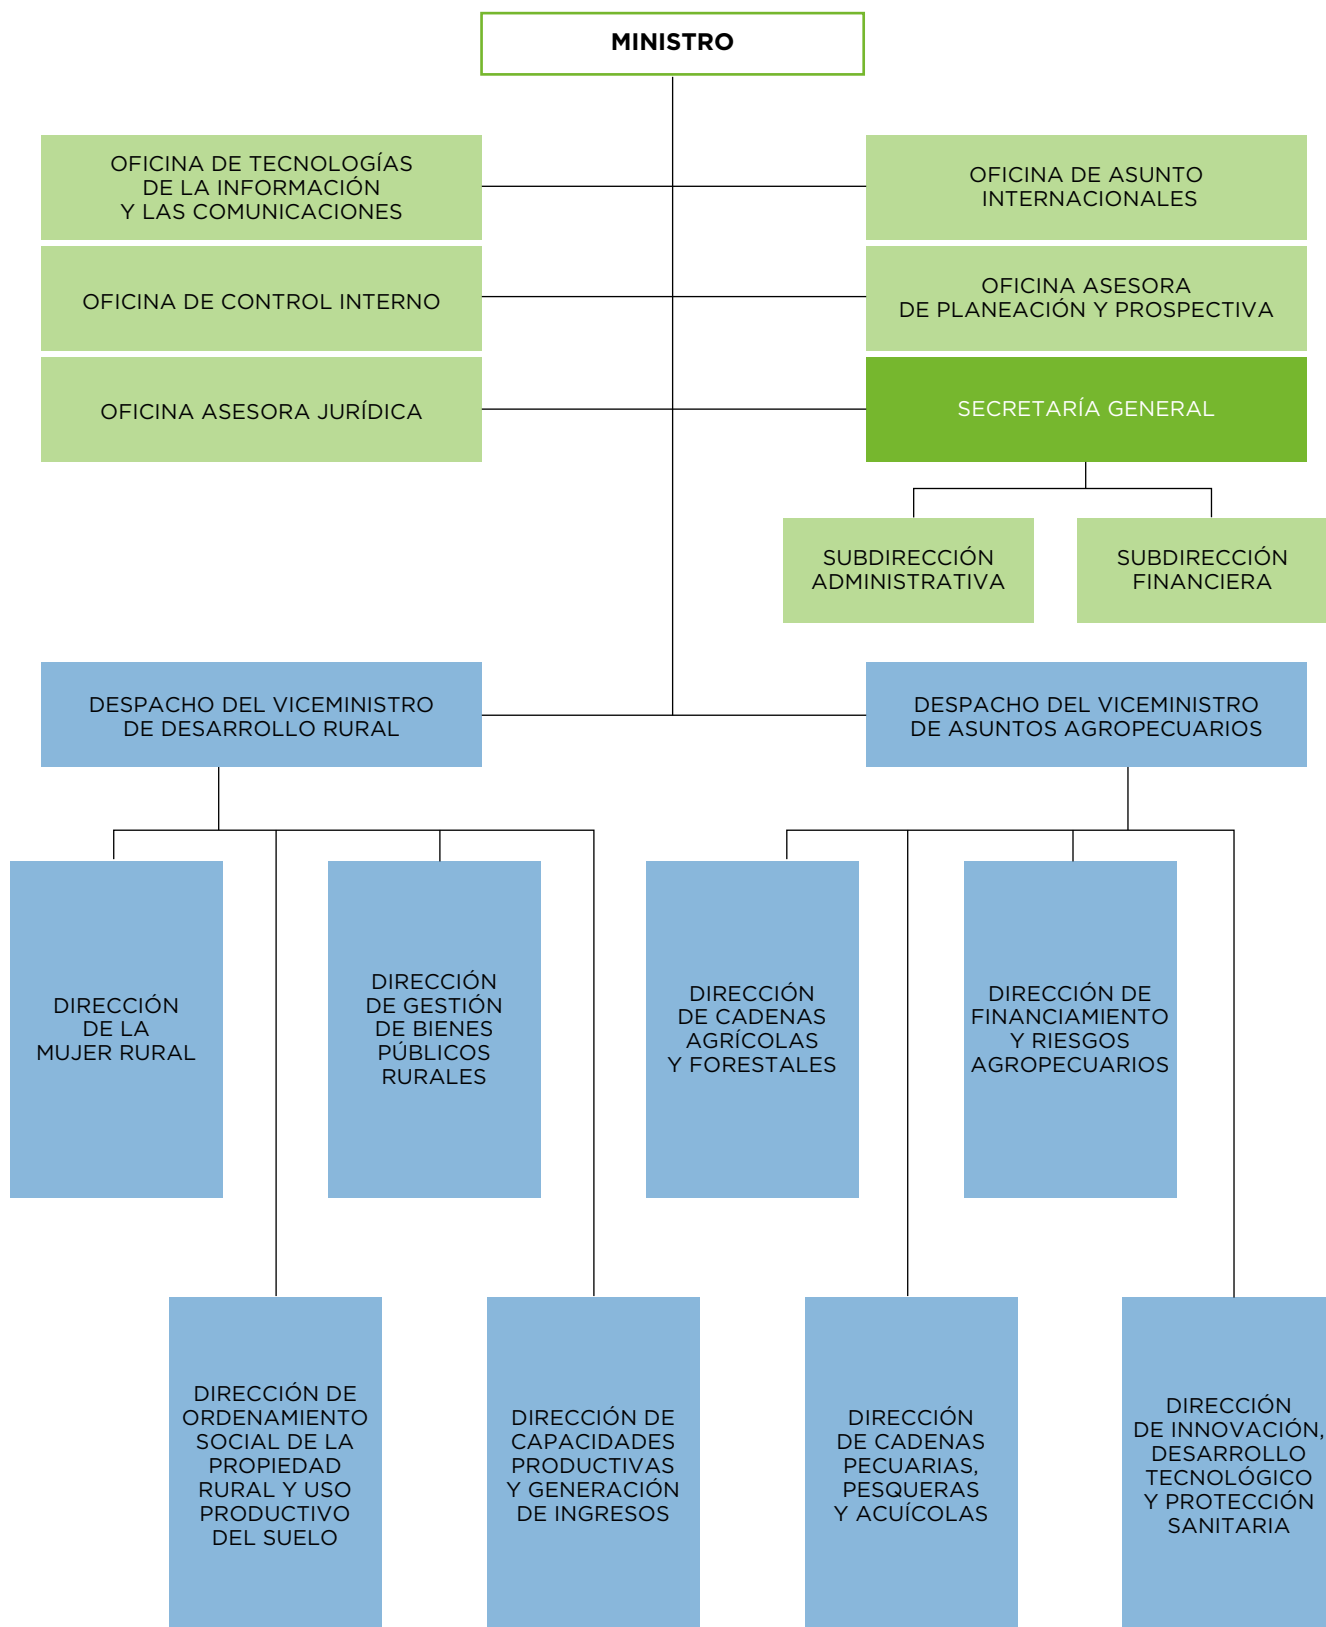 MINISTRO
OFICINA DE TECNOLOGÍAS
DE LA INFORMACIÓN
Y LAS COMUNICACIONES
OFICINA DE ASUNTO
INTERNACIONALES
OFICINA DE CONTROL INTERNO
OFICINA ASESORA
DE PLANEACIÓN Y PROSPECTIVA
OFICINA ASESORA JURÍDICA
SECRETARÍA GENERAL
SUBDIRECCIÓN
ADMINISTRATIVA
SUBDIRECCIÓN
FINANCIERA
DESPACHO DEL VICEMINISTRO
DE DESARROLLO RURAL
DESPACHO DEL VICEMINISTRO
DE ASUNTOS AGROPECUARIOS
DIRECCIÓN
DE LA
MUJER RURAL
DIRECCIÓN
DE GESTIÓN
DE BIENES
PÚBLICOS
RURALES
DIRECCIÓN
DE CADENAS
AGRÍCOLAS
Y FORESTALES
DIRECCIÓN DE
FINANCIAMIENTO
Y RIESGOS
AGROPECUARIOS
DIRECCIÓN DE
ORDENAMIENTO
SOCIAL DE LA
PROPIEDAD
RURAL Y USO
PRODUCTIVO
DEL SUELO
DIRECCIÓN DE
CAPACIDADES
PRODUCTIVAS
Y GENERACIÓN
DE INGRESOS
DIRECCIÓN
DE CADENAS
PECUARIAS,
PESQUERAS
Y ACUÍCOLAS
DIRECCIÓN
DE INNOVACIÓN,
DESARROLLO
TECNOLÓGICO
Y PROTECCIÓN
SANITARIA